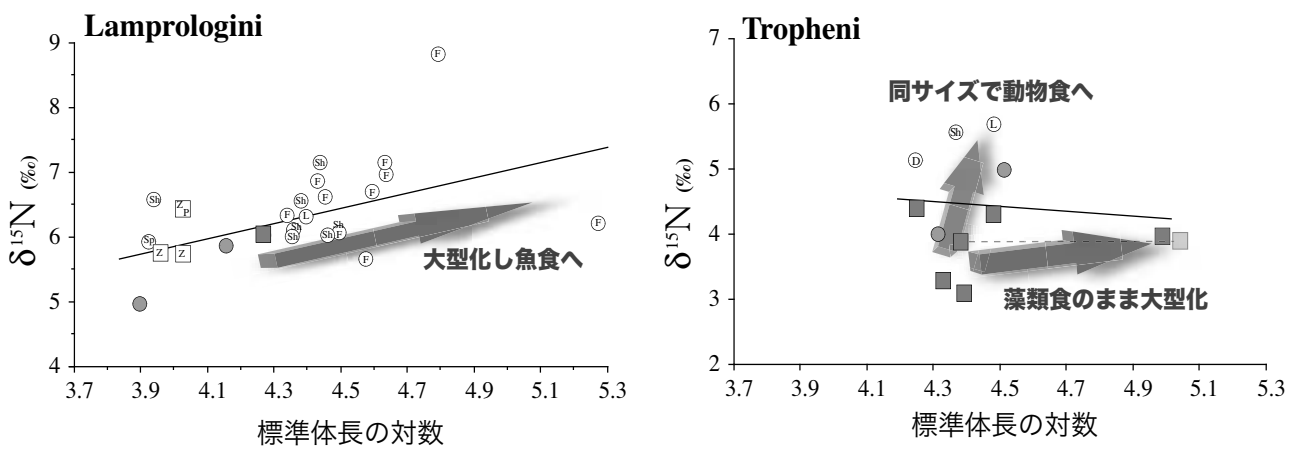 Lamprologini
9
8
7
6
5
4
δ¹⁵N (‰)
3.7 3.9 4.1 4.3 4.5 4.7 4.9 5.1 5.3
標準体長の対数
F
Sh F
F F
Sh Z P Sh F F
F L F
Sp Sh Sh Sh Sh F
Z Z F
大型化し魚食へ
Tropheni
7
6
5
4
3
2
δ¹⁵N (‰)
3.7 3.9 4.1 4.3 4.5 4.7 4.9 5.1 5.3
標準体長の対数
同サイズで動物食へ
Sh L
D
藻類食のまま大型化